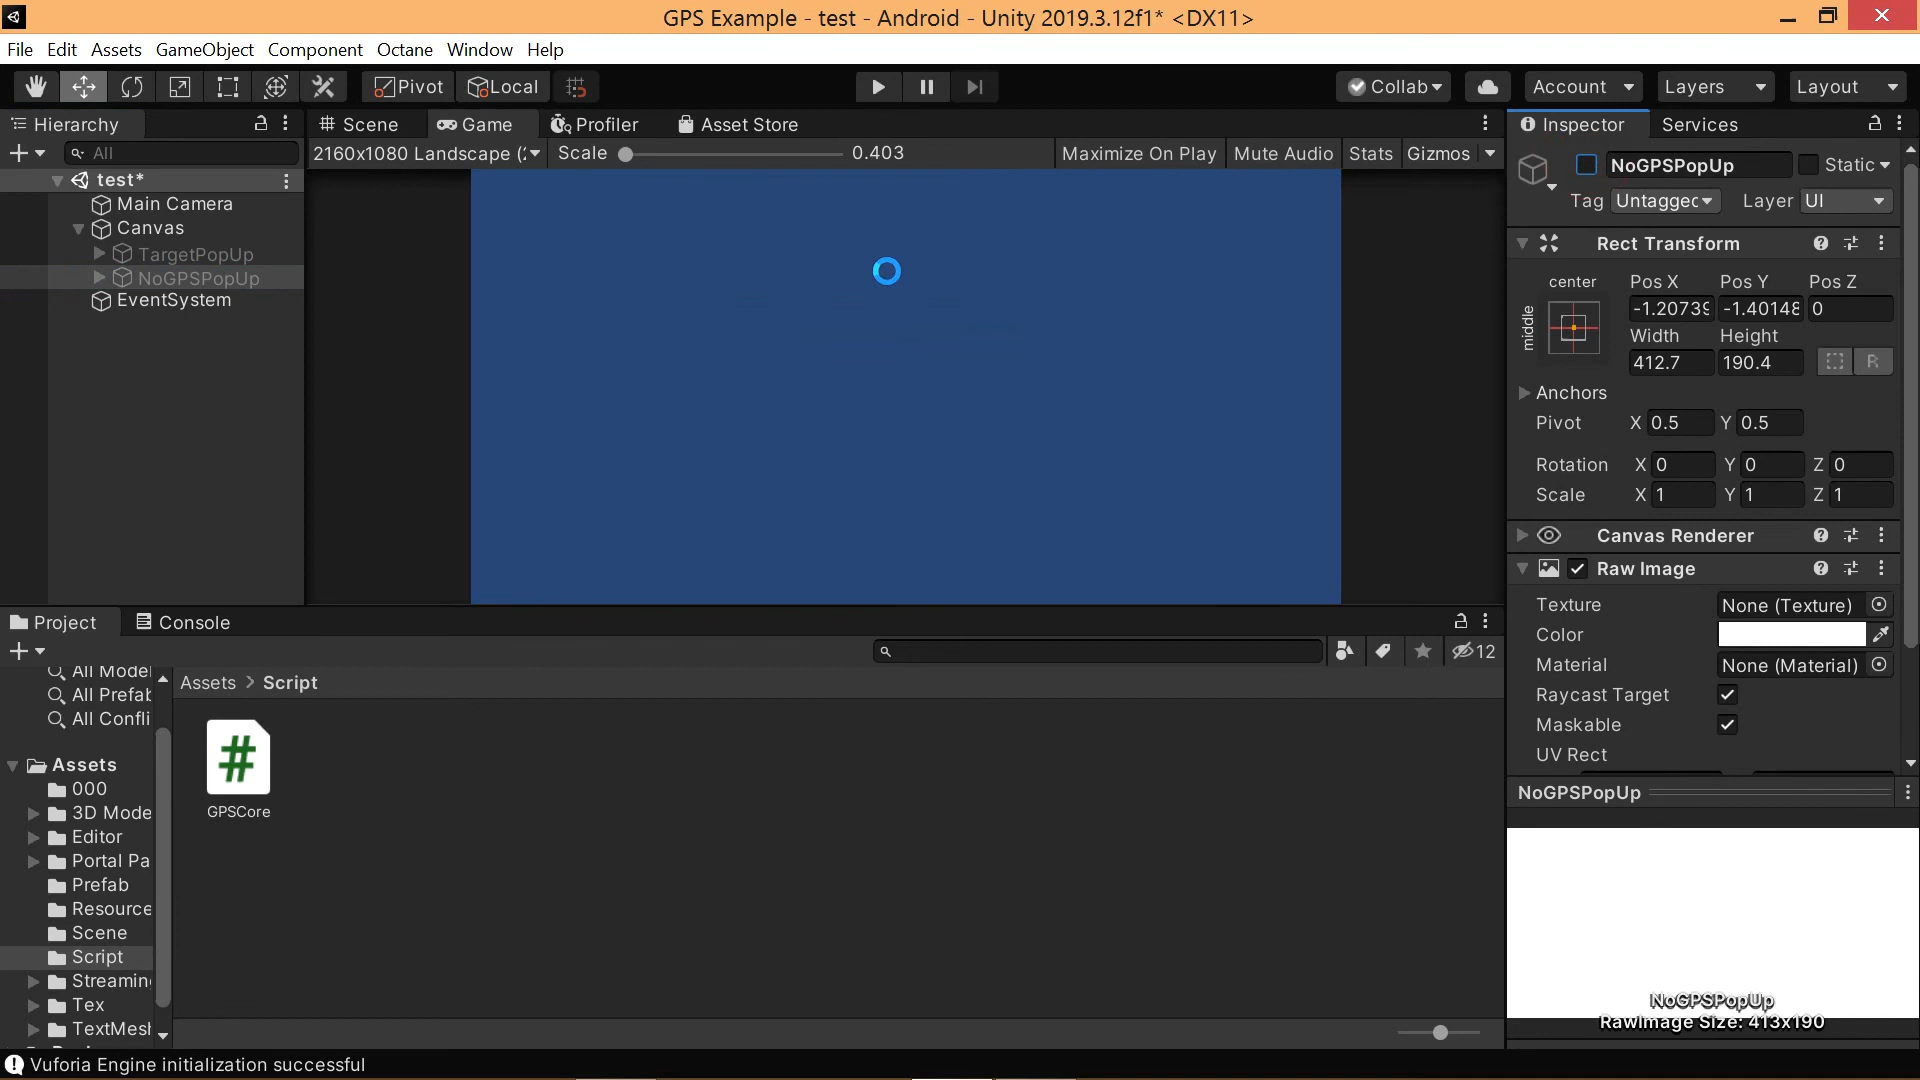 GPS Example - test - Android - Unity 2019.3.12f1* <DX11>
File Edit Assets GameObject Component Octane Window Help
Pivot Local Collab Account Layers Layout
Hierarchy
All
test*
Main Camera
Canvas
TargetPopUp
NoGPSPopUp
EventSystem
Scene Game Profiler Asset Store
2160x1080 Landscape (2 Scale 0.403 Maximize On Play Mute Audio Stats Gizmos
Inspector Services
NoGPSPopUp Static
Tag Untagged Layer UI
Rect Transform
center Pos X Pos Y Pos Z
middle
-1.20739 -1.40148 0
Width Height
412.7 190.4 R
Anchors
Pivot X 0.5 Y 0.5
Rotation X 0 Y 0 Z 0
Scale X 1 Y 1 Z 1
Canvas Renderer
Raw Image
Texture None (Texture)
Color
Material None (Material)
Raycast Target
Maskable
UV Rect
NoGPSPopUp
NoGPSPopUp
RawImage Size: 413x190
Project Console
12
All Model
All Prefab
All Confli
Assets
000
3D Mode
Editor
Portal Pa
Prefab
Resource
Scene
Script
Streaming
Tex
TextMesh
Assets > Script
#
GPSCore
Vuforia Engine initialization successful